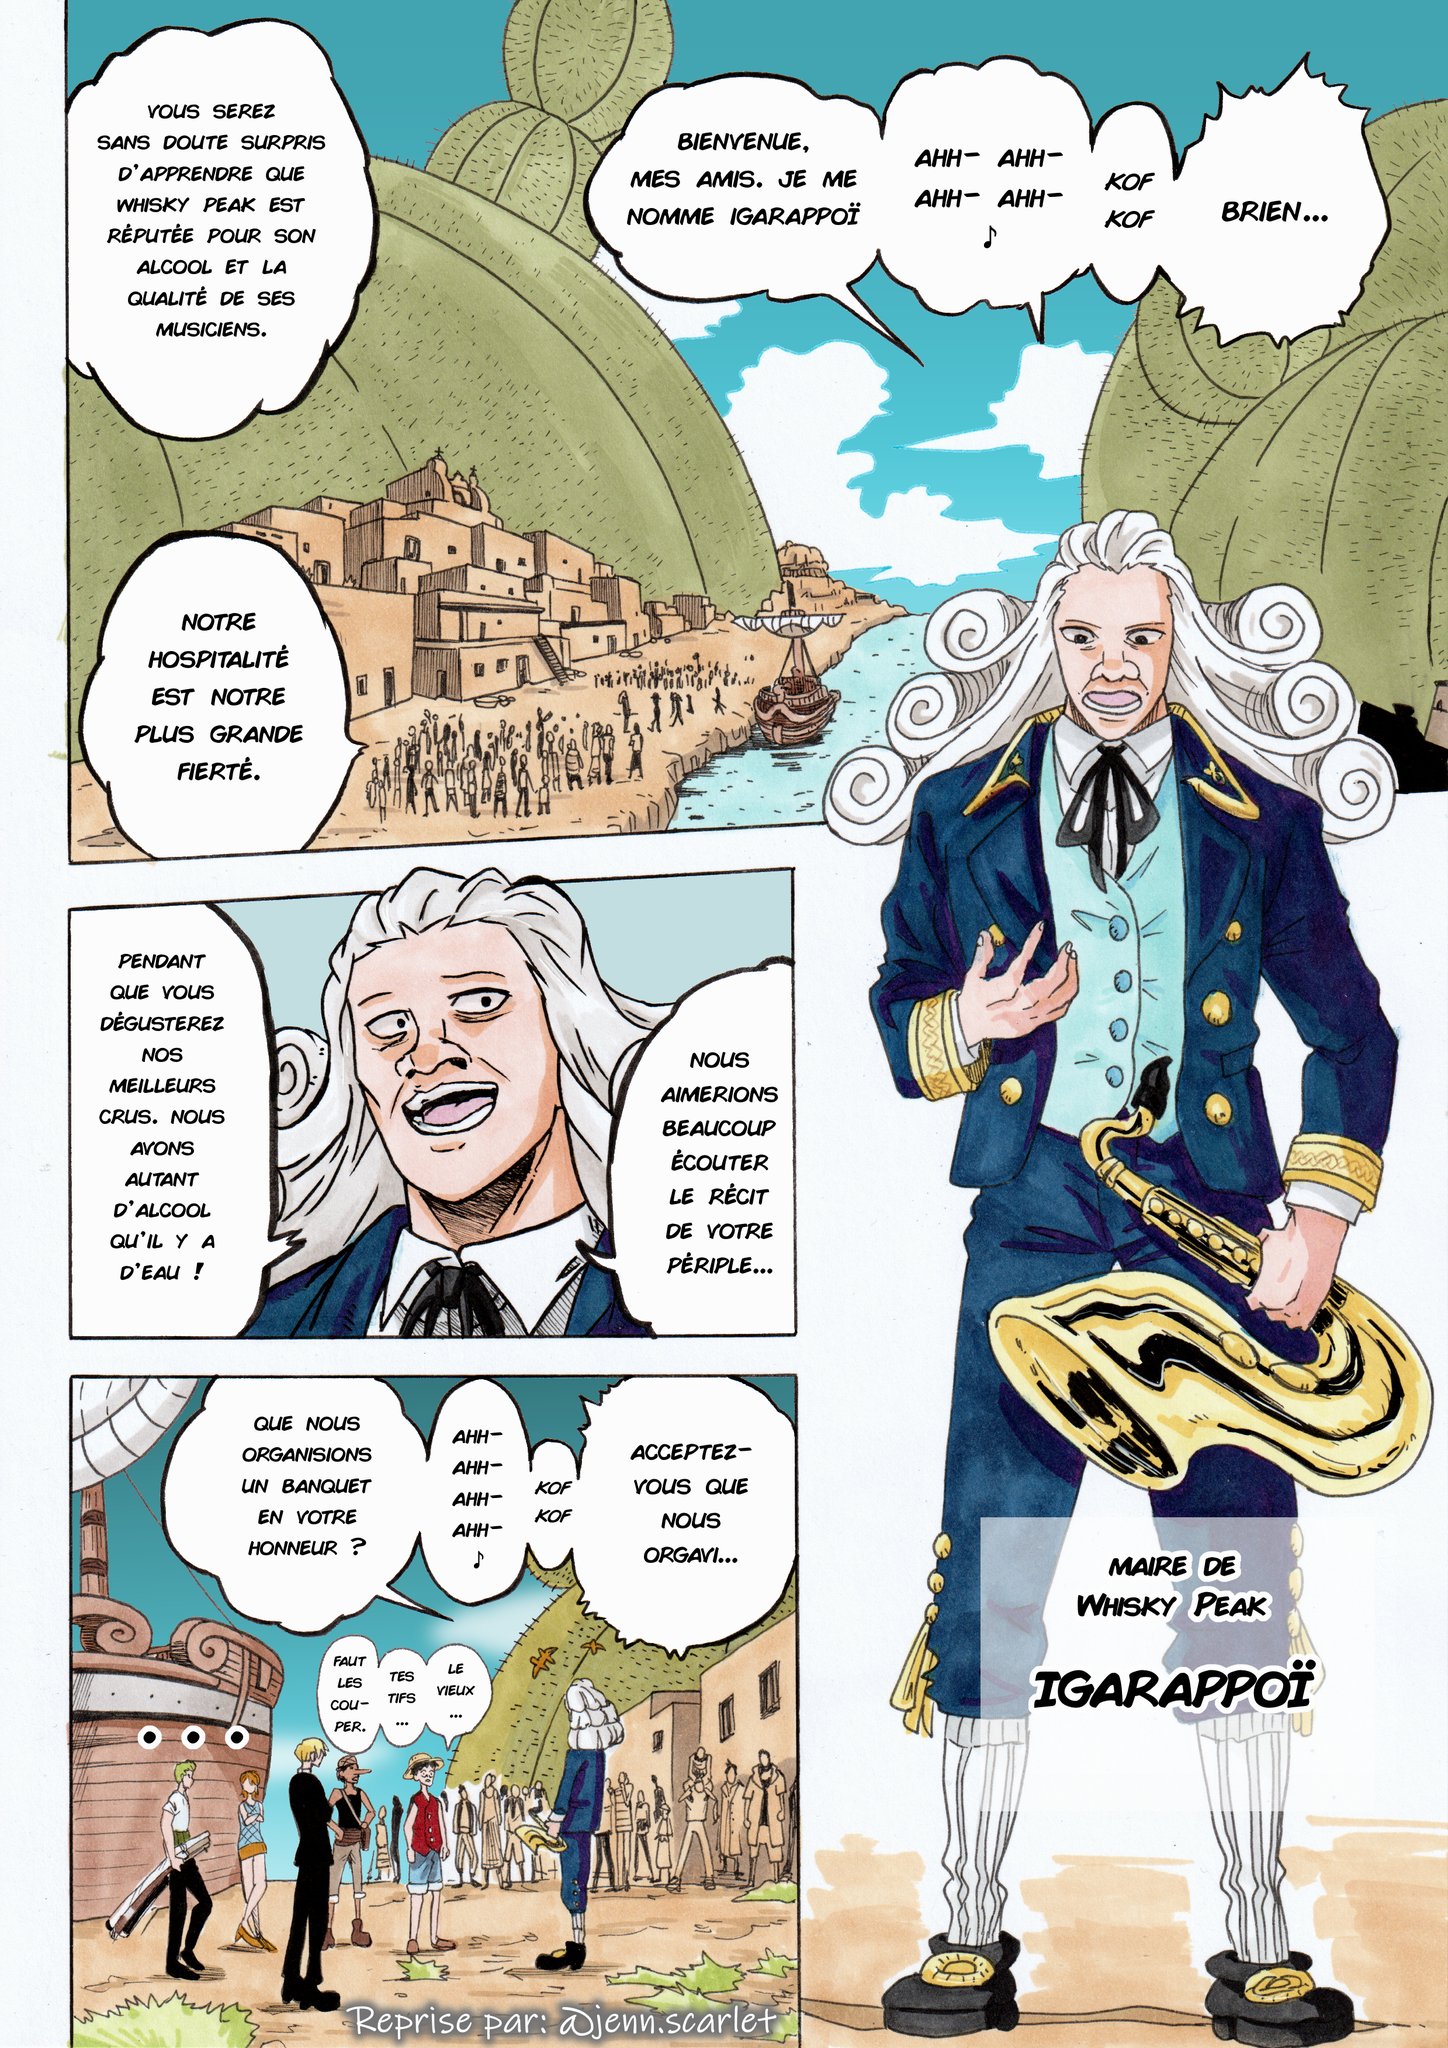 BRIEN...
KOF
KOF
AHH- AHH-
AHH- AHH-
♪
BIENVENUE,
MES AMIS. JE ME
NOMME IGARAPPOÏ
VOUS SEREZ
SANS DOUTE SURPRIS
D'APPRENDRE QUE
WHISKY PEAK EST
RÉPUTÉE POUR SON
ALCOOL ET LA
QUALITÉ DE SES
MUSICIENS.
NOTRE
HOSPITALITÉ
EST NOTRE
PLUS GRANDE
FIERTÉ.
NOUS
AIMERIONS
BEAUCOUP
ÉCOUTER
LE RÉCIT
DE VOTRE
PÉRIPLE...
PENDANT
QUE VOUS
DÉGUSTEREZ
NOS
MEILLEURS
CRUS. NOUS
AVONS
AUTANT
D'ALCOOL
QU'IL Y A
D'EAU !
MAIRE DE
WHISKY PEAK
IGARAPPOÏ
ACCEPTEZ-
VOUS QUE
NOUS
ORGAVI...
KOF
KOF
AHH-
AHH-
AHH-
AHH-
♪
QUE NOUS
ORGANISIONS
UN BANQUET
EN VOTRE
HONNEUR ?
LE
VIEUX
...
TES
TIFS
...
FAUT
LES
COU-
PER.
...
Reprise par: @jenn.scarlet